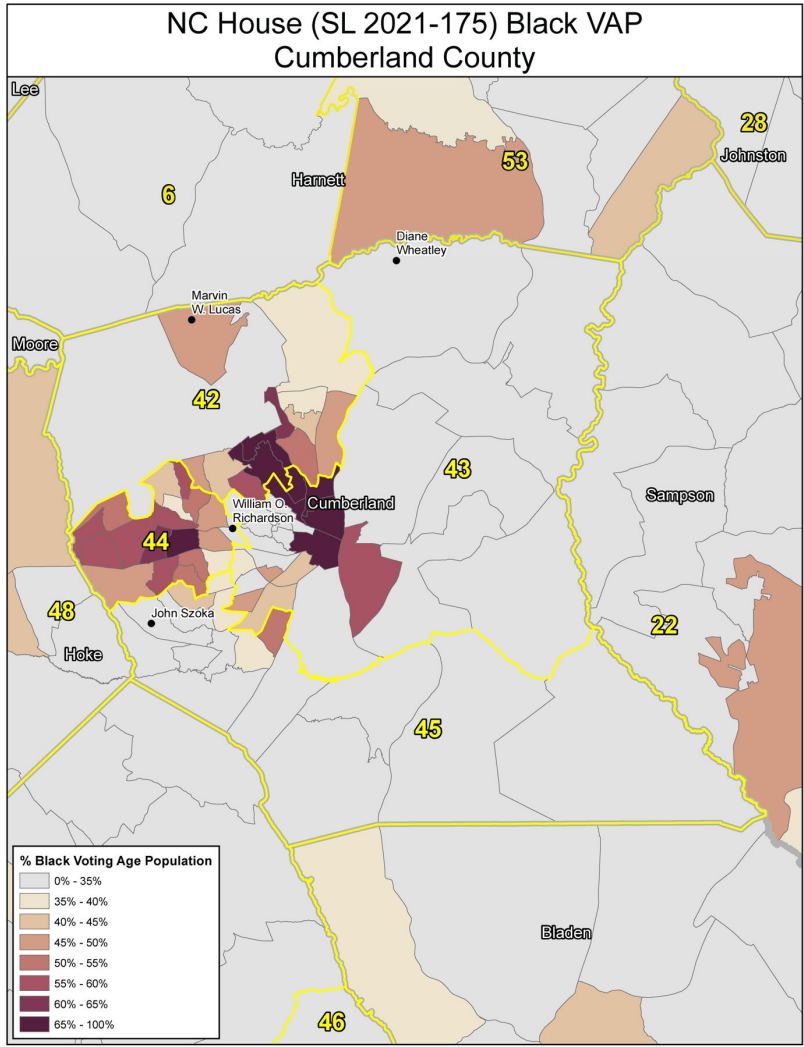 NC House (SL 2021-175) Black VAP
Cumberland County
Lee
28
Johnston
53
Harnett
6
Diane
Wheatley
Marvin
W. Lucas
Moore
42
43
Sampson
William O.
Richardson
Cumberland
44
48
John Szoka
22
Hoke
45
% Black Voting Age Population
0% - 35%
35% - 40%
40% - 45%
45% - 50%
50% - 55%
55% - 60%
60% - 65%
65% - 100%
Bladen
46